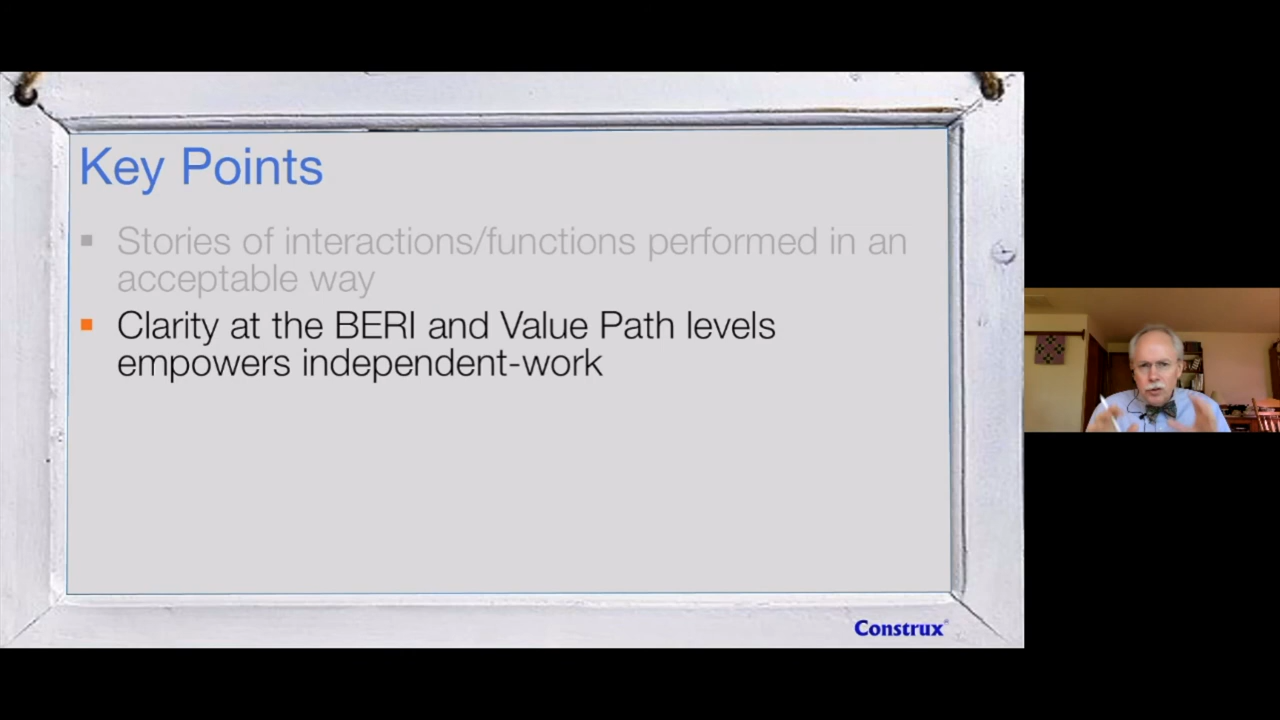 Key Points
Stories of interactions/functions performed in an
acceptable way
Clarity at the BERI and Value Path levels
empowers independent-work
Construx